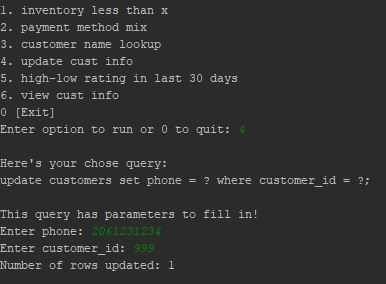 1. inventory less than x
2. payment method mix
3. customer name lookup
4. update cust info
5. high-low rating in last 30 days
6. view cust info
0 [Exit]
Enter option to run or 0 to quit: 4
Here's your chose query:
update customers set phone = ? where customer_id = ?;
This query has parameters to fill in!
Enter phone: 2061231234
Enter customer_id: 999
Number of rows updated: 1